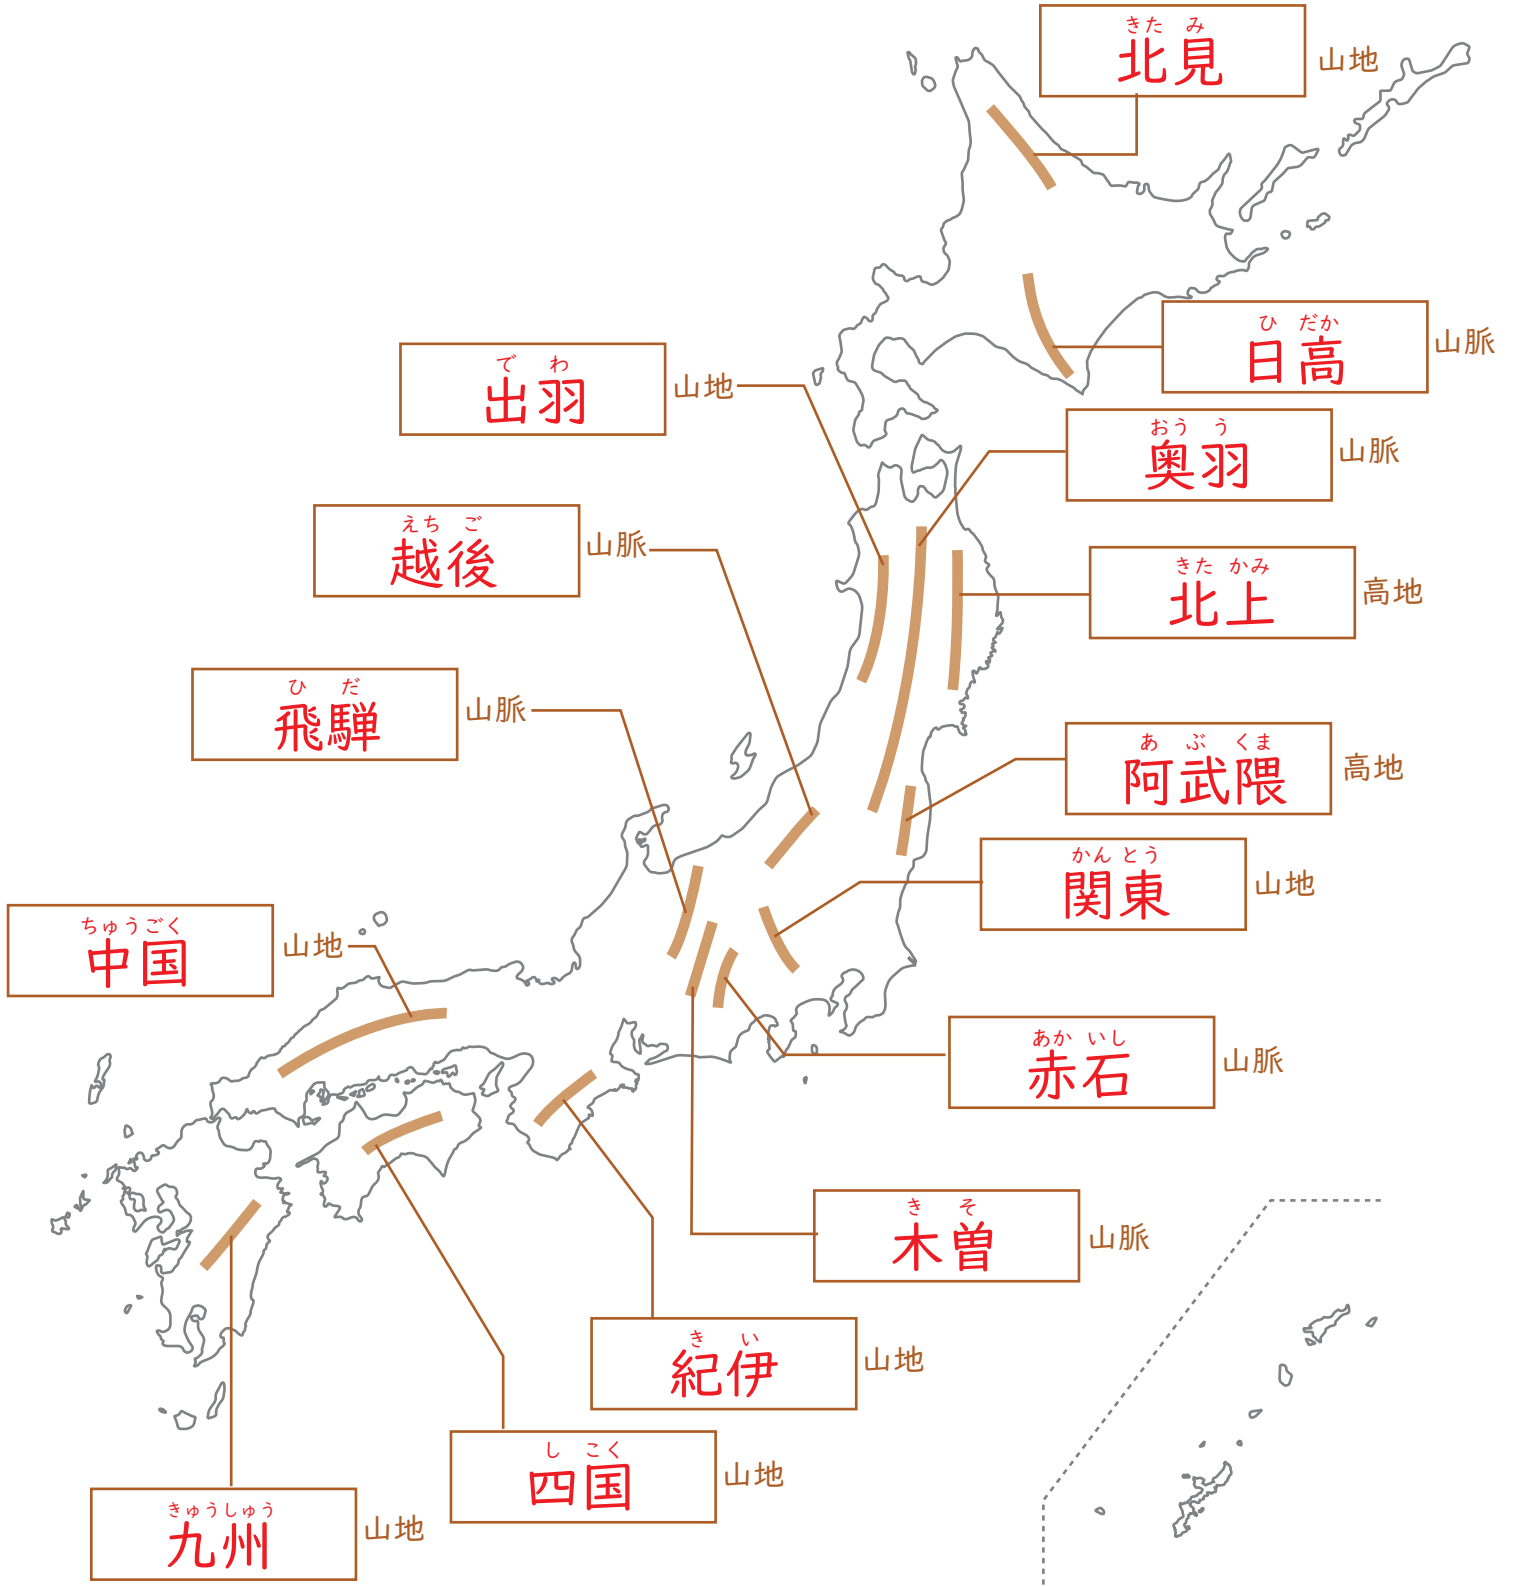 きた み
北見 山地
ひ だか
日高 山脈
で わ
出羽 山地
おう う
奥羽 山脈
えち ご
越後 山脈
きた かみ
北上 高地
ひ だ
飛騨 山脈
あ ぶ くま
阿武隈 高地
かん とう
関東 山地
ちゅう ごく
中国 山地
あか いし
赤石 山脈
き そ
木曽 山脈
き い
紀伊 山地
し こく
四国 山地
きゅう しゅう
九州 山地